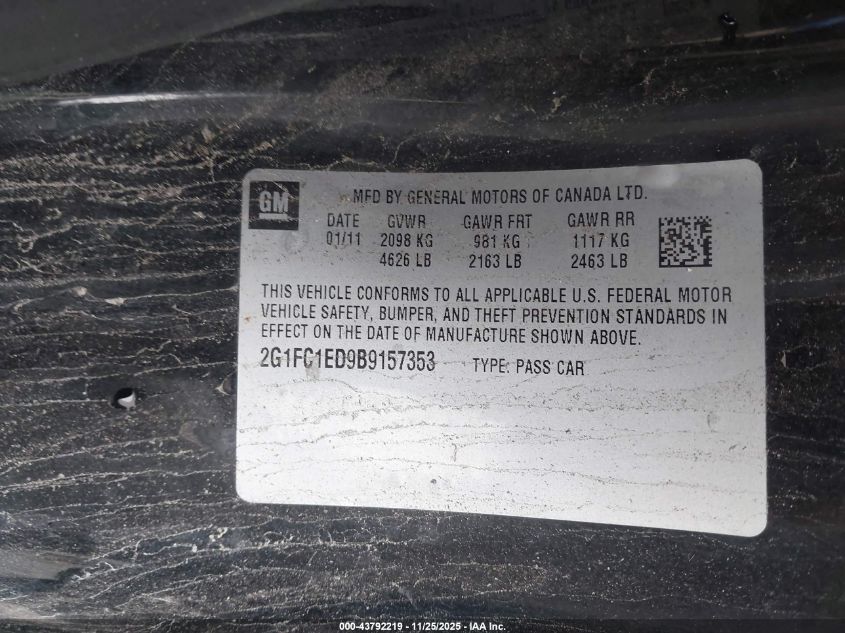 GM
MFD BY GENERAL MOTORS OF CANADA LTD.
DATE GVWR GAWR FRT GAWR RR
01/11 2098 KG 981 KG 1117 KG
4626 LB 2163 LB 2463 LB
THIS VEHICLE CONFORMS TO ALL APPLICABLE U.S. FEDERAL MOTOR
VEHICLE SAFETY, BUMPER, AND THEFT PREVENTION STANDARDS IN
EFFECT ON THE DATE OF MANUFACTURE SHOWN ABOVE.
2G1FC1ED9B9157353 TYPE: PASS CAR
000-43792219 - 11/25/2025 - IAA Inc.